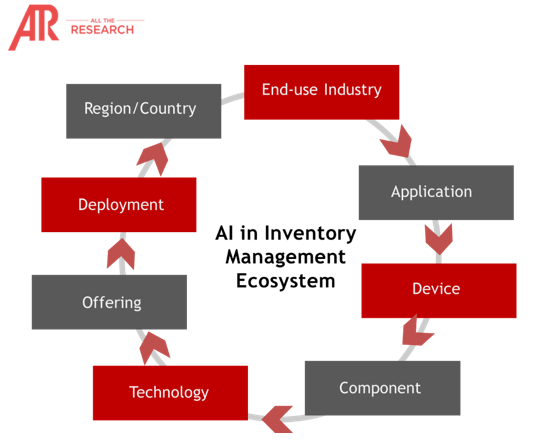 AR
ALL THE
RESEARCH
End-use Industry
Application
Device
Component
Technology
Offering
Deployment
Region/Country
AI in Inventory
Management
Ecosystem